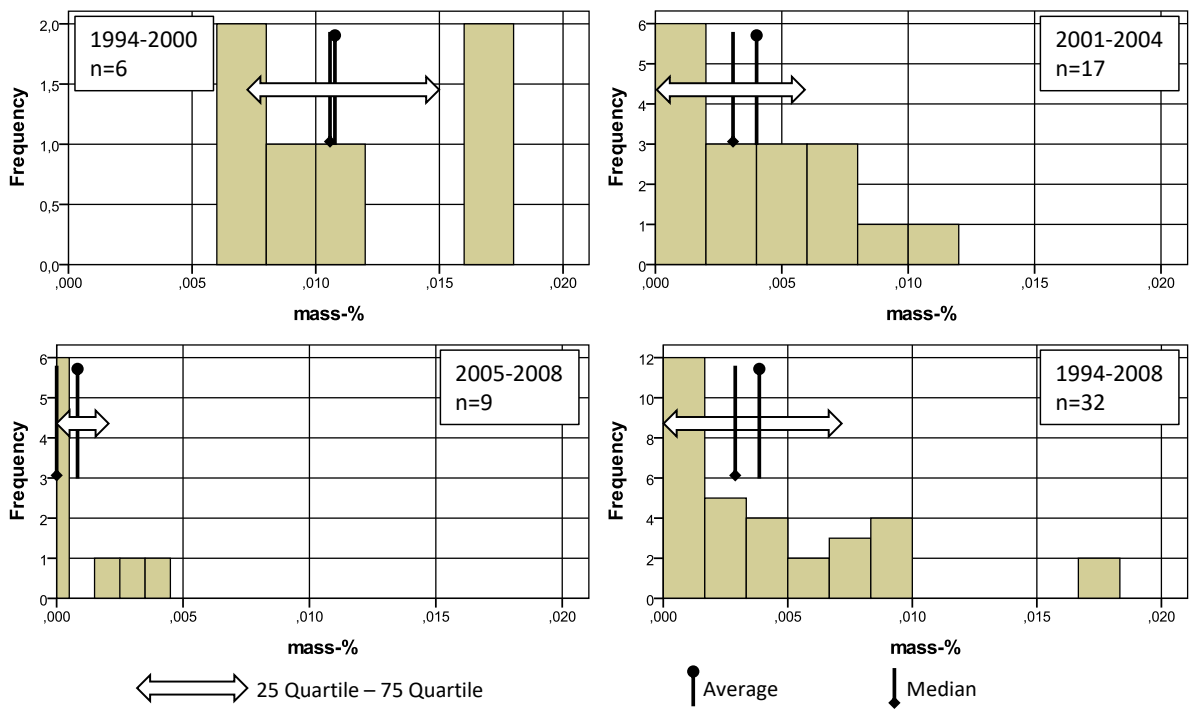 1994-2000
n=6
Frequency
2,0
1,5
1,0
0,5
0,0
,000 ,005 ,010 ,015 ,020
mass-%
2001-2004
n=17
Frequency
6
5
4
3
2
1
0
,000 ,005 ,010 ,015 ,020
mass-%
2005-2008
n=9
Frequency
6
5
4
3
2
1
0
,000 ,005 ,010 ,015 ,020
mass-%
1994-2008
n=32
Frequency
12
10
8
6
4
2
0
,000 ,005 ,010 ,015 ,020
mass-%
25 Quartile – 75 Quartile
Average
Median